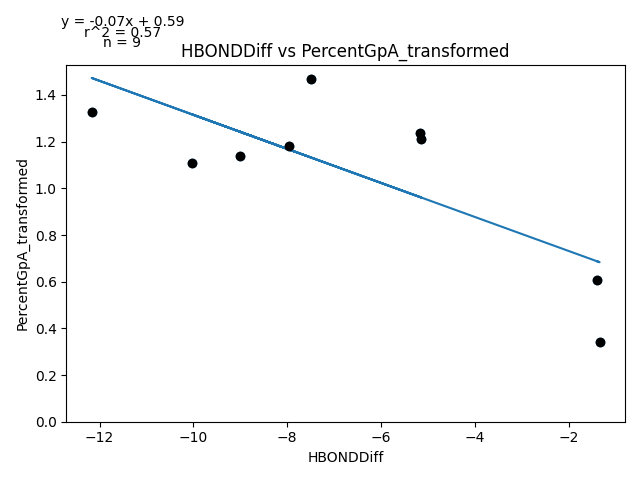 y = -0.07x + 0.59
r^2 = 0.57
n = 9
HBONDDiff vs PercentGpA_transformed
PercentGpA_transformed
1.4
1.2
1.0
0.8
0.6
0.4
0.2
0.0
−12
−10
−8
−6
−4
−2
HBONDDiff